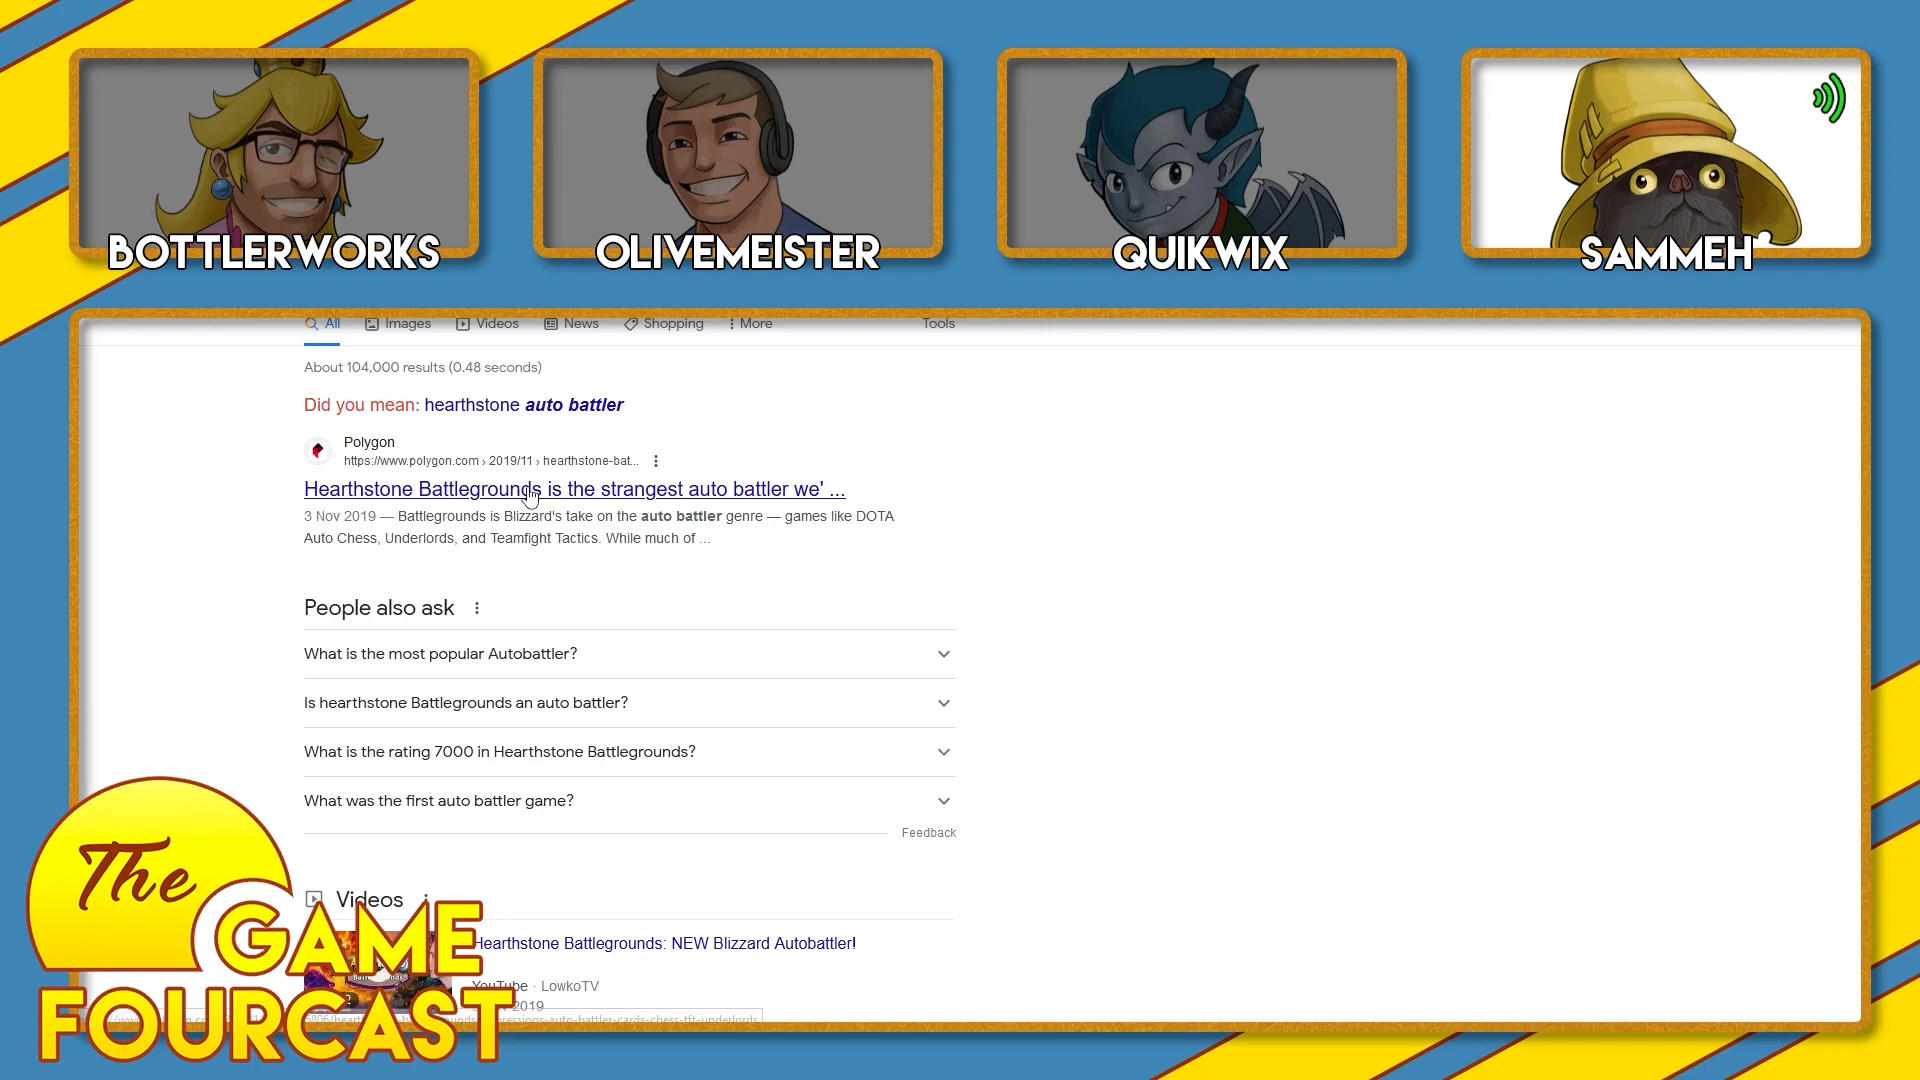 BOTTLERWORKS
OLIVEMEISTER
QUIKWIX
SAMMEH
All
Images
Videos
News
Shopping
More
Tools
About 104,000 results (0.48 seconds)
Did you mean: hearthstone auto battler
Polygon
https://www.polygon.com › 2019/11 › hearthstone-bat...
Hearthstone Battlegrounds is the strangest auto battler we' ...
3 Nov 2019 — Battlegrounds is Blizzard's take on the auto battler genre — games like DOTA
Auto Chess, Underlords, and Teamfight Tactics. While much of ...
People also ask
What is the most popular Autobattler?
Is hearthstone Battlegrounds an auto battler?
What is the rating 7000 in Hearthstone Battlegrounds?
What was the first auto battler game?
Feedback
Videos
Hearthstone Battlegrounds: NEW Blizzard Autobattler!
YouTube · LowkoTV
2019
The
GAME
FOURCAST